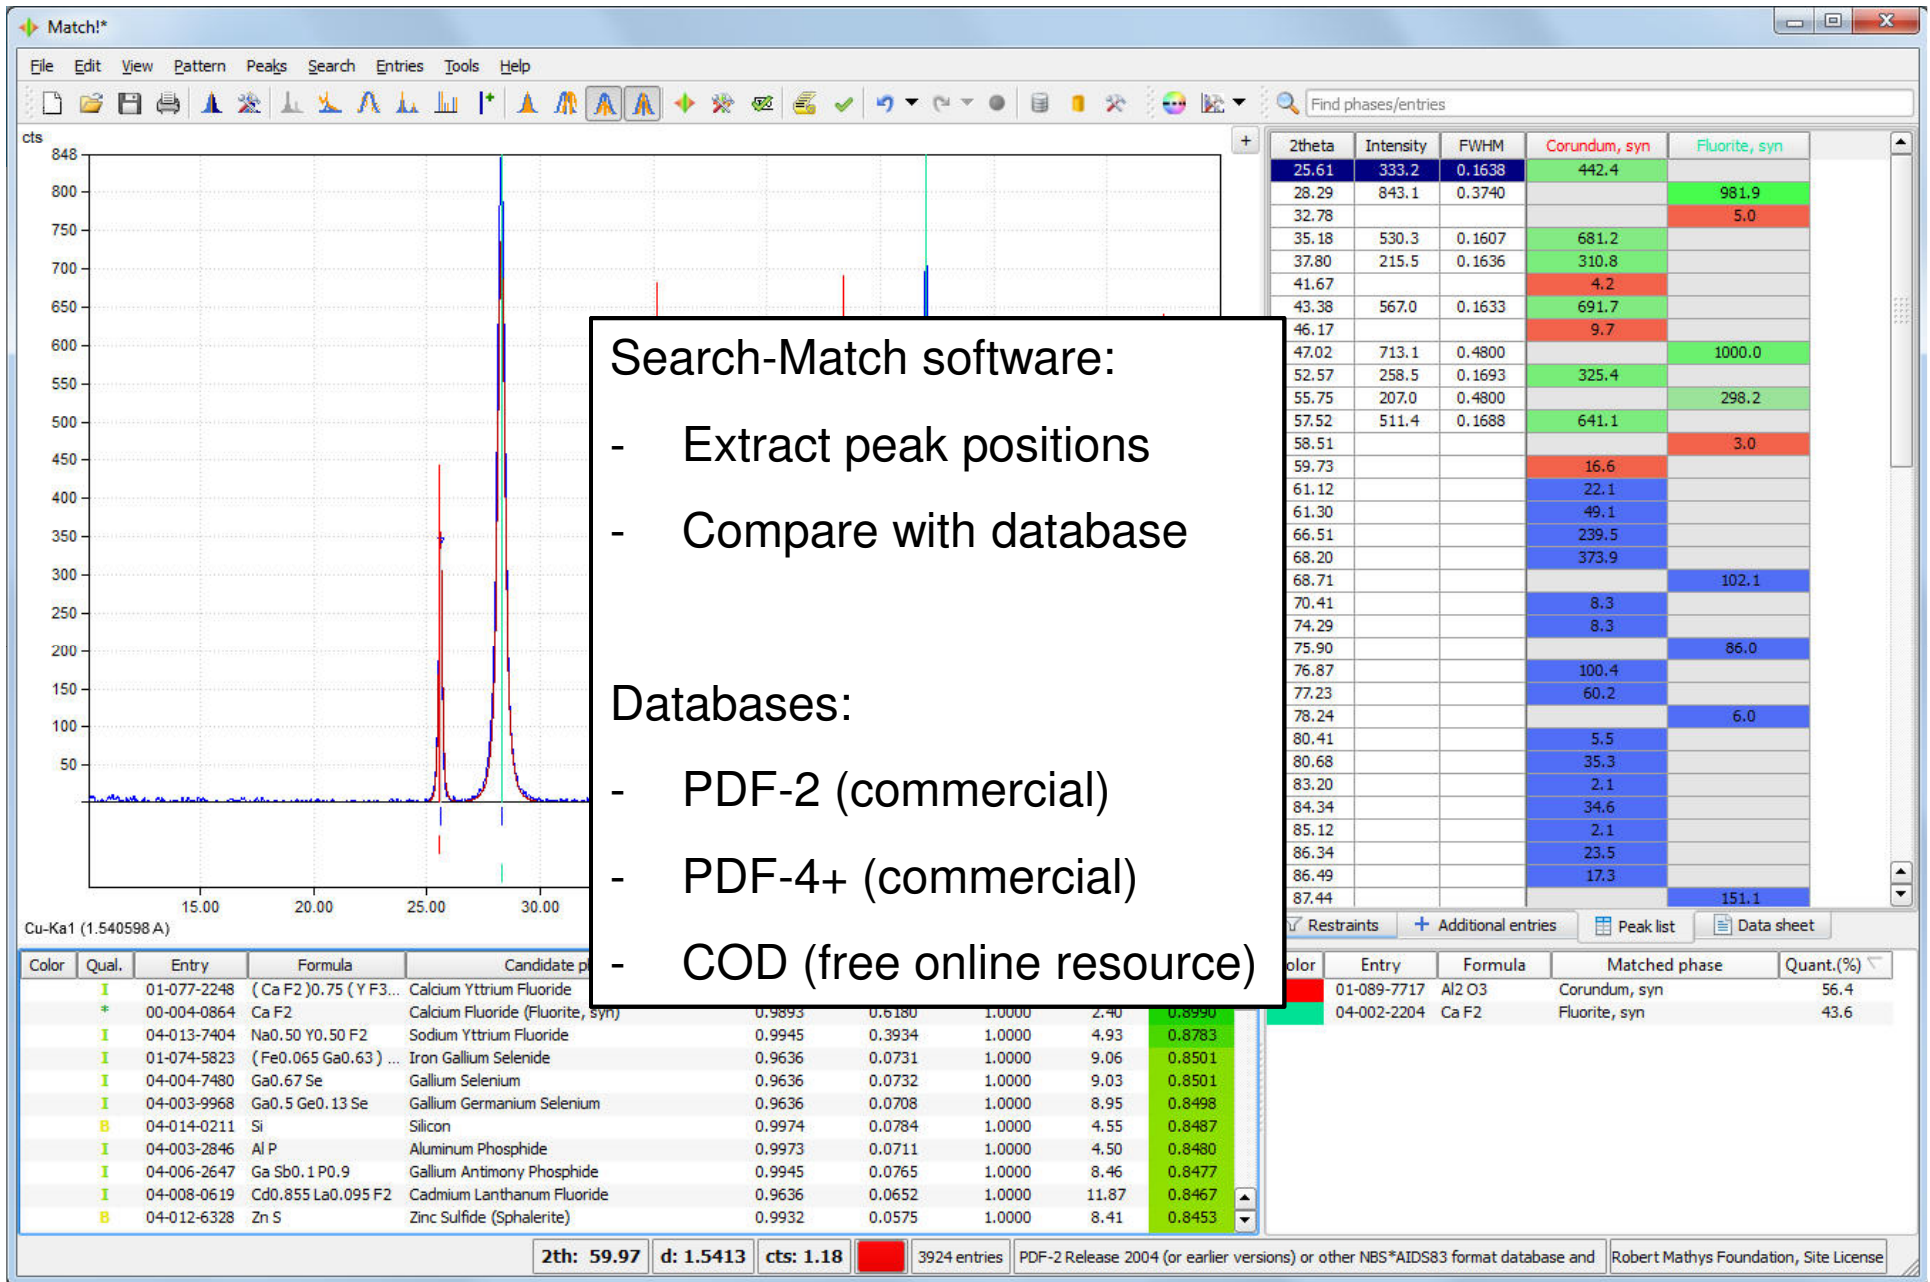 Match!*
File Edit View Pattern Peaks Search Entries Tools Help
Find phases/entries
cts
848
800
750
700
650
600
550
500
450
400
350
300
250
200
150
100
50
15.00 20.00 25.00 30.00
Cu-Ka1 (1.540598 A)
+
Search-Match software:
- Extract peak positions
- Compare with database
Databases:
- PDF-2 (commercial)
- PDF-4+ (commercial)
- COD (free online resource)
2theta Intensity FWHM Corundum, syn Fluorite, syn
25.61 333.2 0.1638 442.4
28.29 843.1 0.3740 981.9
32.78 5.0
35.18 530.3 0.1607 681.2
37.80 215.5 0.1636 310.8
41.67 4.2
43.38 567.0 0.1633 691.7
46.17 9.7
47.02 713.1 0.4800 1000.0
52.57 258.5 0.1693 325.4
55.75 207.0 0.4800 298.2
57.52 511.4 0.1688 641.1
58.51 3.0
59.73 16.6
61.12 22.1
61.30 49.1
66.51 239.5
68.20 373.9
68.71 102.1
70.41 8.3
74.29 8.3
75.90 86.0
76.87 100.4
77.23 60.2
78.24 6.0
80.41 5.5
80.68 35.3
83.20 2.1
84.34 34.6
85.12 2.1
86.34 23.5
86.49 17.3
87.44 151.1
Restraints + Additional entries Peak list Data sheet
Color Qual. Entry Formula Candidate p
I 01-077-2248 ( Ca F2 )0.75 ( Y F3... Calcium Yttrium Fluoride
* 00-004-0864 Ca F2 Calcium Fluoride (Fluorite, syn) 0.9893 0.6180 1.0000 2.40 0.8990
I 04-013-7404 Na0.50 Y0.50 F2 Sodium Yttrium Fluoride 0.9945 0.3934 1.0000 4.93 0.8783
I 01-074-5823 ( Fe0.065 Ga0.63 ) ... Iron Gallium Selenide 0.9636 0.0731 1.0000 9.06 0.8501
I 04-004-7480 Ga0.67 Se Gallium Selenium 0.9636 0.0732 1.0000 9.03 0.8501
I 04-003-9968 Ga0.5 Ge0.13 Se Gallium Germanium Selenium 0.9636 0.0708 1.0000 8.95 0.8498
B 04-014-0211 Si Silicon 0.9974 0.0784 1.0000 4.55 0.8487
I 04-003-2846 Al P Aluminum Phosphide 0.9973 0.0711 1.0000 4.50 0.8480
I 04-006-2647 Ga Sb0.1 P0.9 Gallium Antimony Phosphide 0.9945 0.0765 1.0000 8.46 0.8477
I 04-008-0619 Cd0.855 La0.095 F2 Cadmium Lanthanum Fluoride 0.9636 0.0652 1.0000 11.87 0.8467
B 04-012-6328 Zn S Zinc Sulfide (Sphalerite) 0.9932 0.0575 1.0000 8.41 0.8453
olor Entry Formula Matched phase Quant.(%)
01-089-7717 Al2 O3 Corundum, syn 56.4
04-002-2204 Ca F2 Fluorite, syn 43.6
2th: 59.97 d: 1.5413 cts: 1.18 3924 entries PDF-2 Release 2004 (or earlier versions) or other NBS*AIDS83 format database and Robert Mathys Foundation, Site License